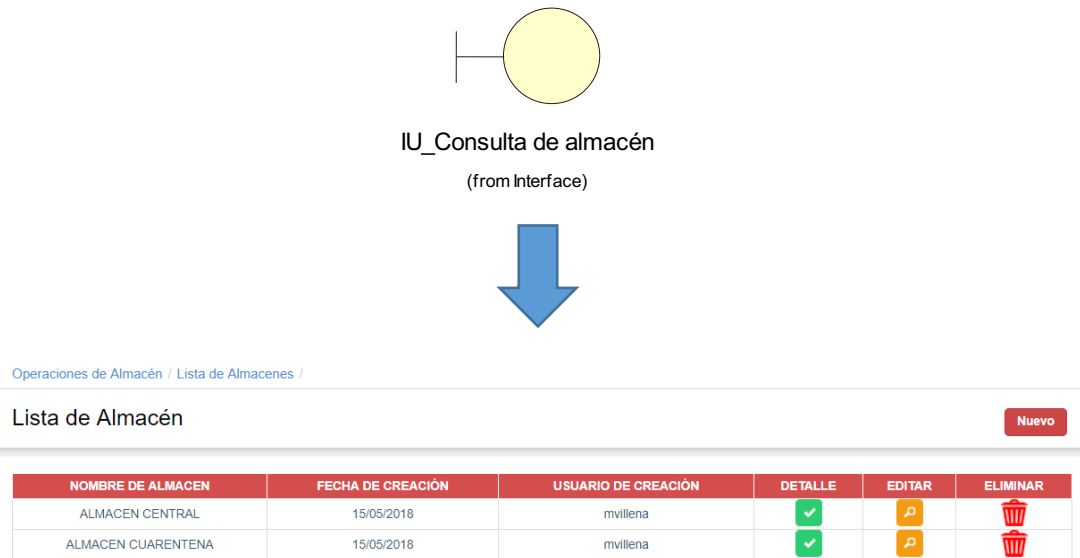 IU_Consulta de almacén
(from Interface)
Operaciones de Almacén / Lista de Almacenes /
Lista de Almacén
Nuevo
NOMBRE DE ALMACEN FECHA DE CREACIÓN USUARIO DE CREACIÓN DETALLE EDITAR ELIMINAR
ALMACEN CENTRAL 15/05/2018 mvillena
ALMACEN CUARENTENA 15/05/2018 mvillena